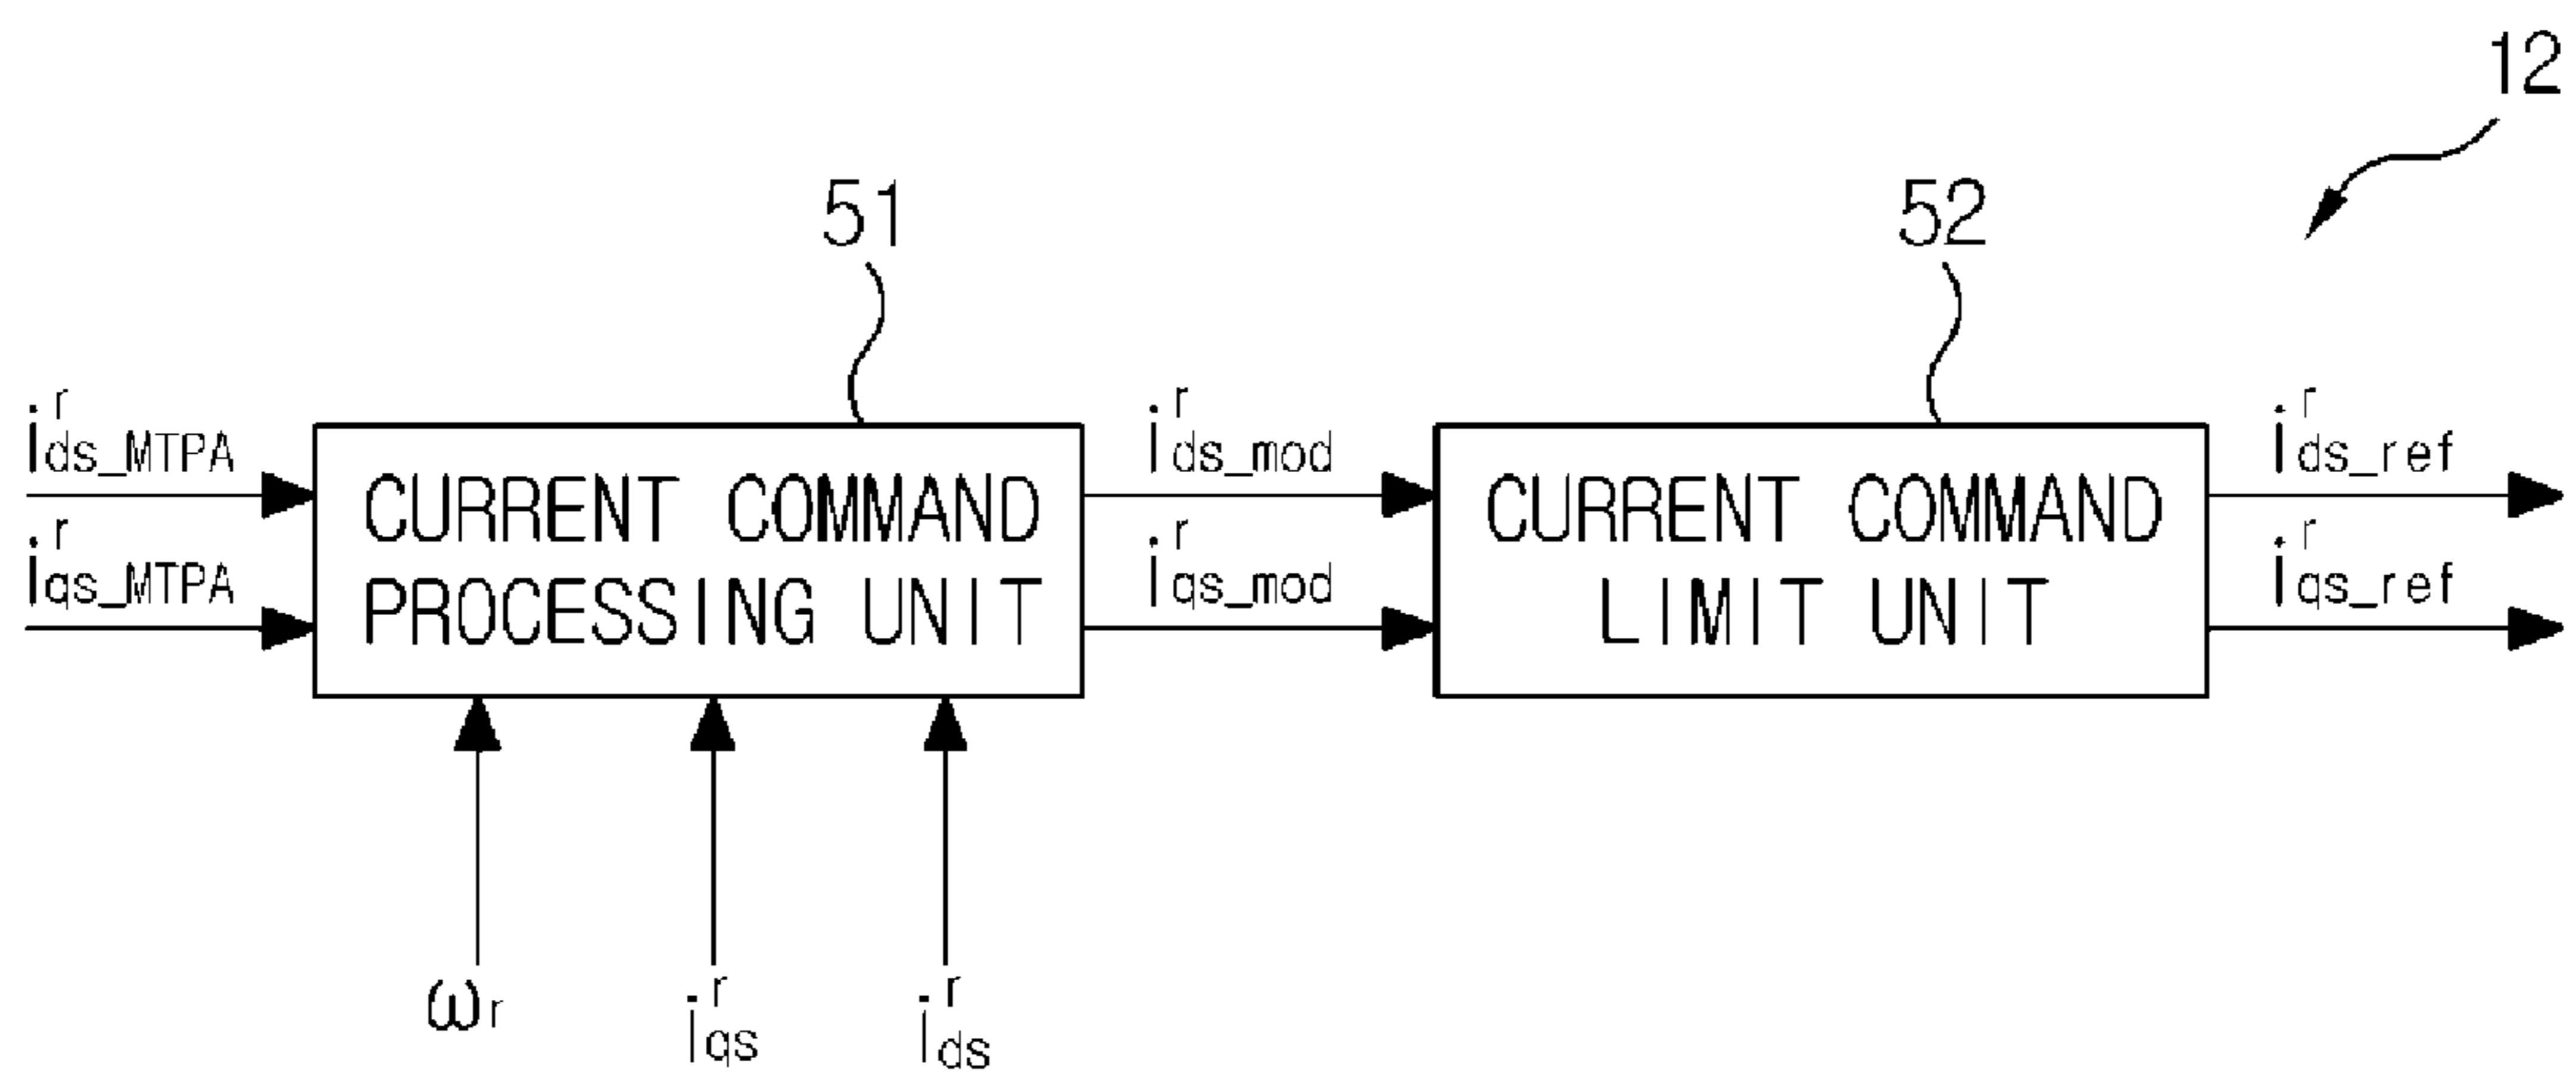 12
51
52
i^r_ds_MTPA
i^r_qs_MTPA
CURRENT COMMAND
PROCESSING UNIT
i^r_ds_mod
i^r_qs_mod
CURRENT COMMAND
LIMIT UNIT
i^r_ds_ref
i^r_qs_ref
ω_r
i^r_qs
i^r_ds